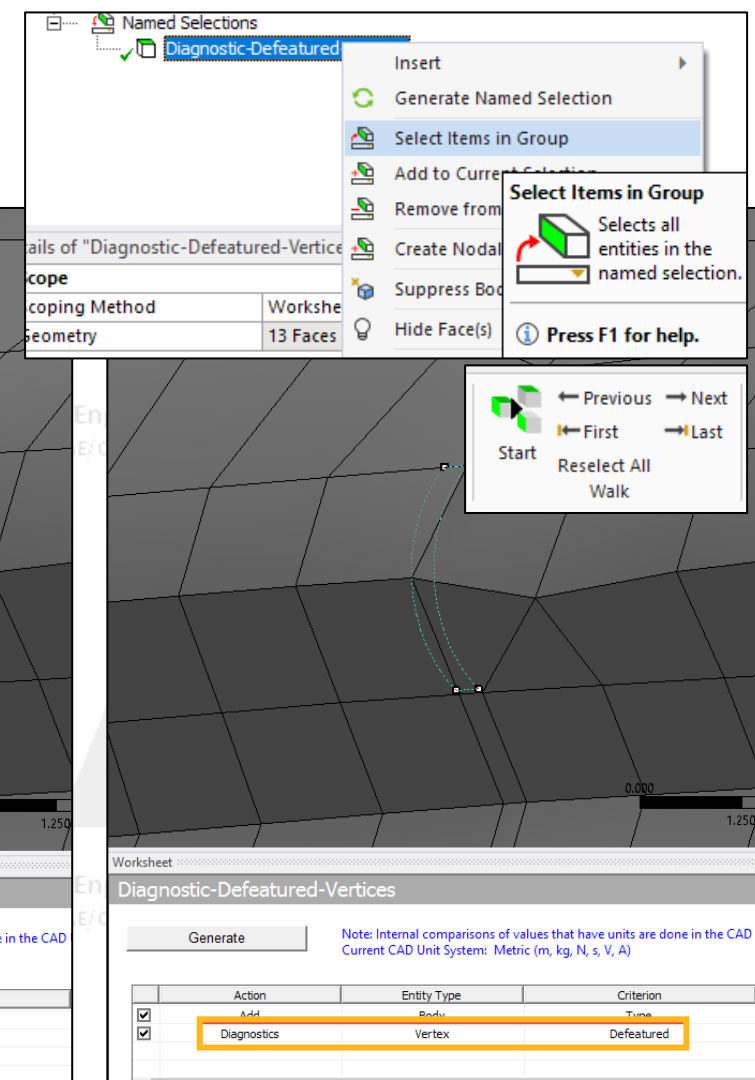 Named Selections
Diagnostic-Defeatured-
Insert
Generate Named Selection
Select Items in Group
Add to Current Selection
Remove from
Create Nodal
Suppress Bod
Hide Face(s)
Select Items in Group
Selects all
entities in the
named selection.
Press F1 for help.
ails of "Diagnostic-Defeatured-Vertice
Scope
Scoping Method Workshe
Geometry 13 Faces
Start
Previous Next
First Last
Reselect All
Walk
0.000
1.250
1.250
Worksheet
Diagnostic-Defeatured-Vertices
Generate
Note: Internal comparisons of values that have units are done in the CAD
Current CAD Unit System: Metric (m, kg, N, s, V, A)
e in the CAD
Action Entity Type Criterion
Add Body Type
Diagnostics Vertex Defeatured